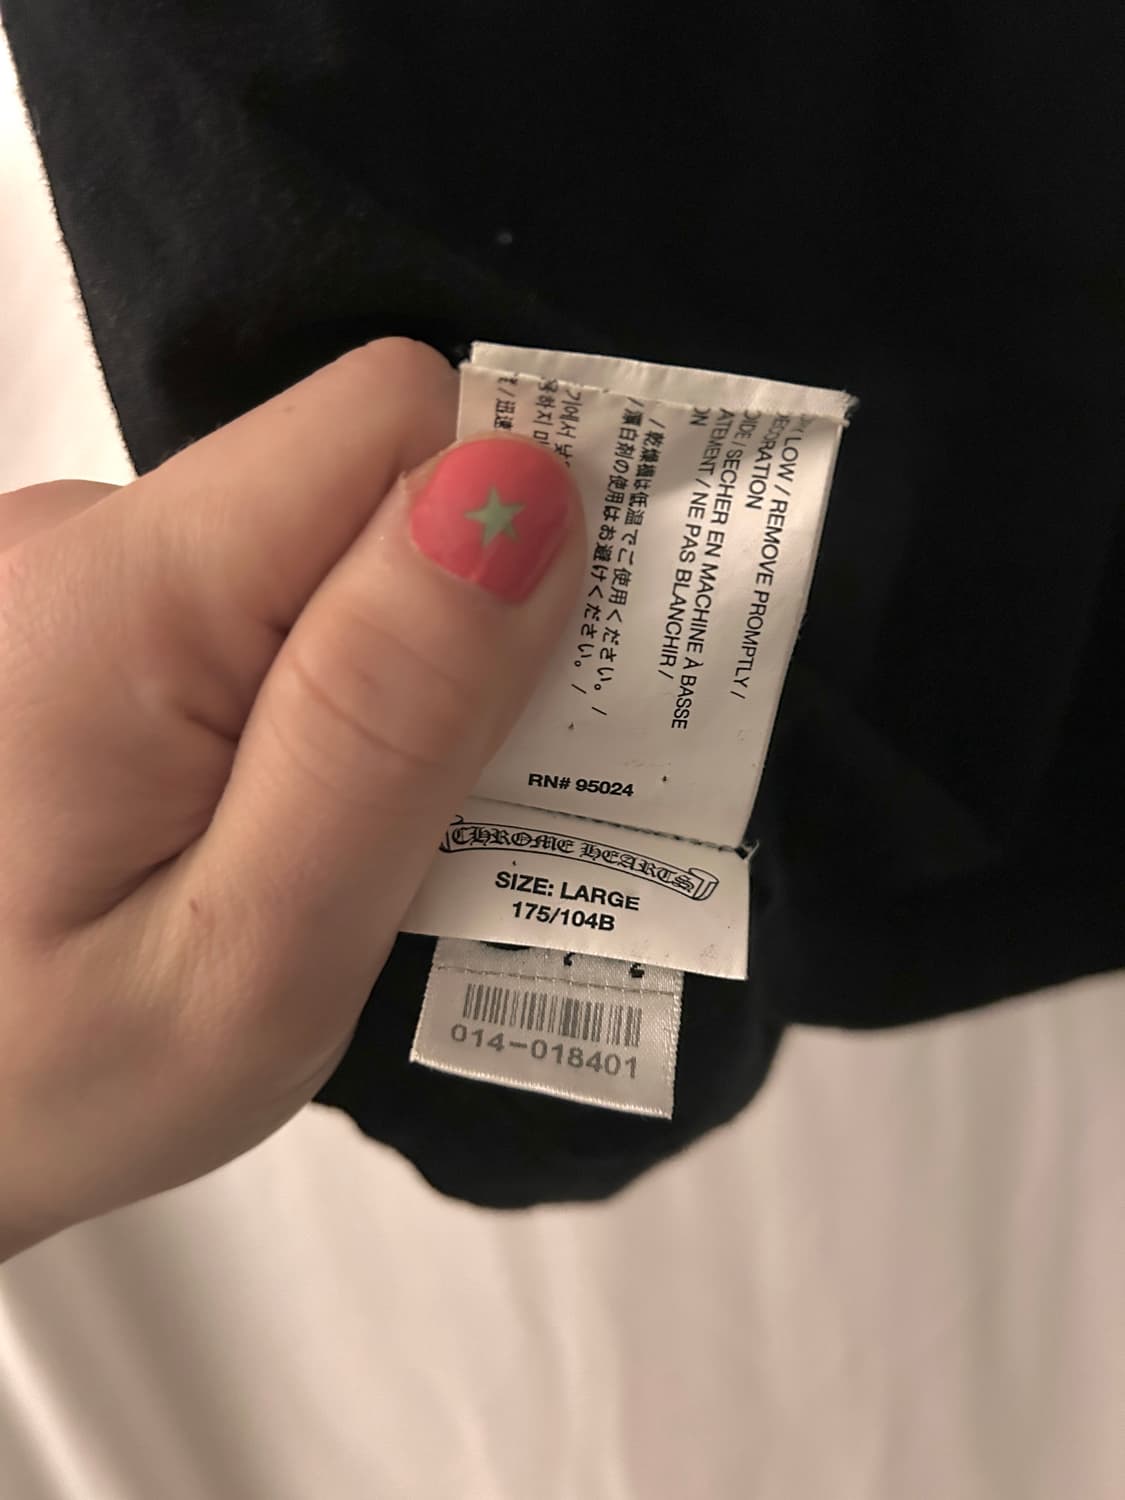 LOW / REMOVE PROMPTLY /
/ SECHER EN MACHINE À BASSE
/ NE PAS BLANCHIR /
/ 乾燥機は低温でご使用ください。 /
/ 漂白剤の使用はお避けください。 /
/ 迅速
RN# 95024
CHROME HEARTS
SIZE: LARGE
175/104B
014-018401